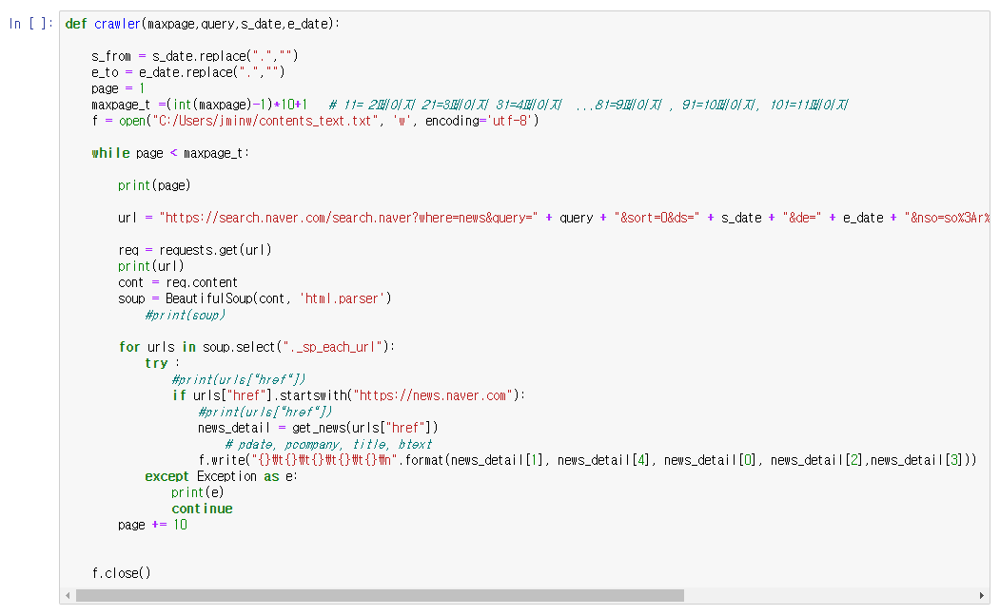 In [ ]:
def crawler(maxpage,query,s_date,e_date):
s_from = s_date.replace(".","")
e_to = e_date.replace(".","")
page = 1
maxpage_t =(int(maxpage)-1)*10+1 # 11= 2페이지 21=3페이지 31=4페이지 ...81=9페이지 , 91=10페이지, 101=11페이지
f = open("C:/Users/jminw/contents_text.txt", 'w', encoding='utf-8')
while page < maxpage_t:
print(page)
url = "https://search.naver.com/search.naver?where=news&query=" + query + "&sort=0&ds=" + s_date + "&de=" + e_date + "&nso=so%3Ar%
req = requests.get(url)
print(url)
cont = req.content
soup = BeautifulSoup(cont, 'html.parser')
#print(soup)
for urls in soup.select("._sp_each_url"):
try :
#print(urls["href"])
if urls["href"].startswith("https://news.naver.com"):
#print(urls["href"])
news_detail = get_news(urls["href"])
# pdate, pcompany, title, btext
f.write("{}₩t{}₩t{}₩t{}₩t{}₩n".format(news_detail[1], news_detail[4], news_detail[0], news_detail[2],news_detail[3]))
except Exception as e:
print(e)
continue
page += 10
f.close()